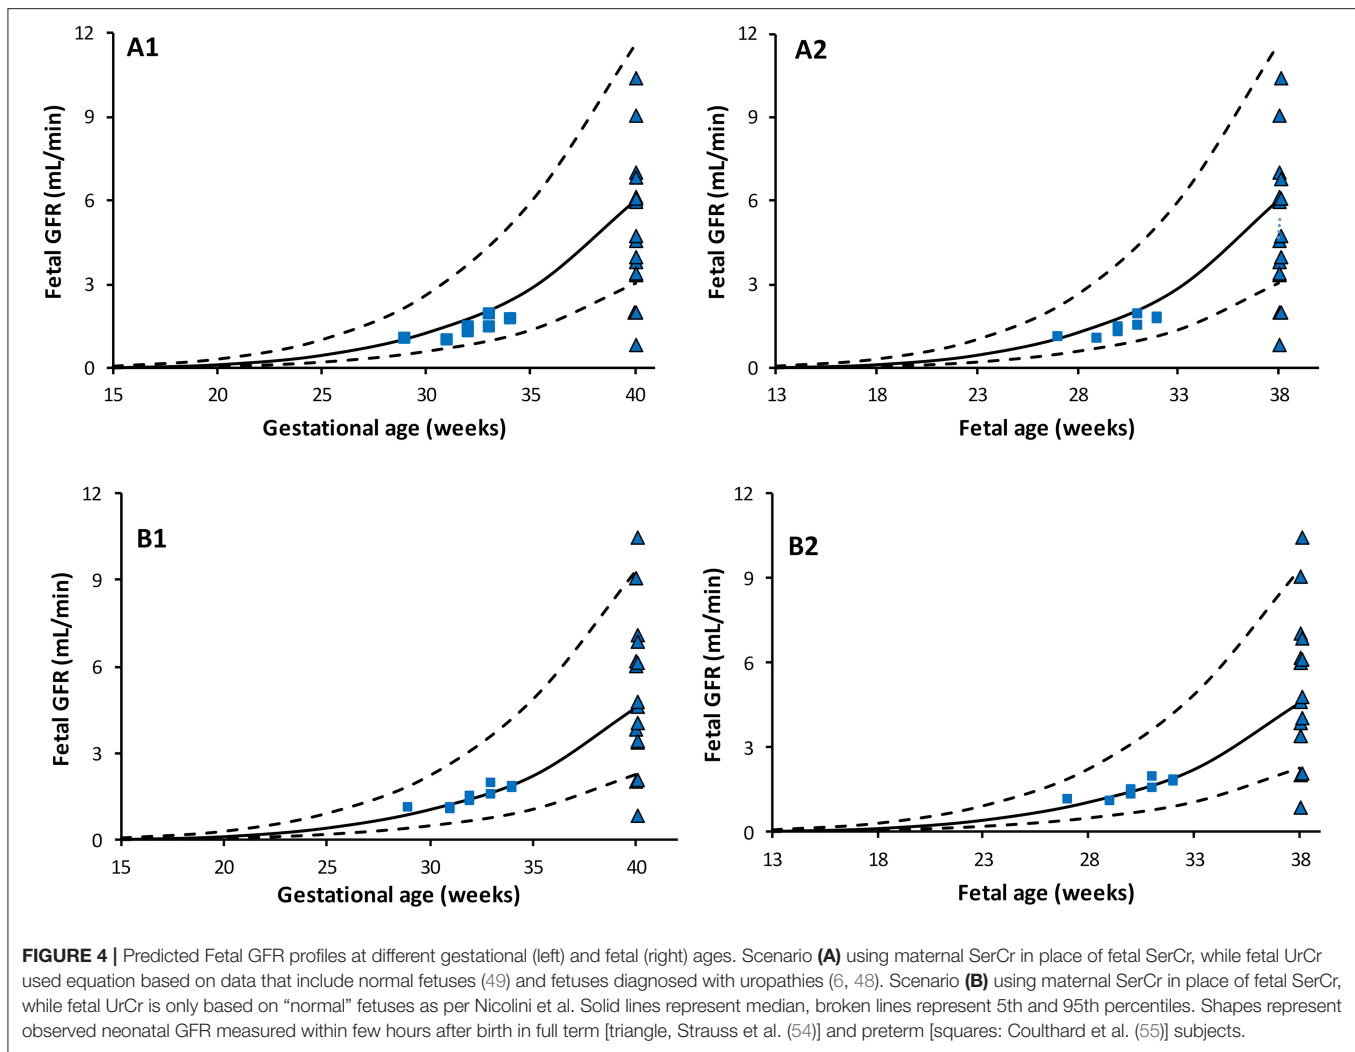 A1
12
9
6
3
0
Fetal GFR (mL/min)
15 20 25 30 35 40
Gestational age (weeks)
A2
12
9
6
3
0
Fetal GFR (mL/min)
13 18 23 28 33 38
Fetal age (weeks)
B1
12
9
6
3
0
Fetal GFR (mL/min)
15 20 25 30 35 40
Gestational age (weeks)
B2
12
9
6
3
0
Fetal GFR (mL/min)
13 18 23 28 33 38
Fetal age (weeks)
FIGURE 4 | Predicted Fetal GFR profiles at different gestational (left) and fetal (right) ages. Scenario (A) using maternal SerCr in place of fetal SerCr, while fetal UrCr
used equation based on data that include normal fetuses (49) and fetuses diagnosed with uropathies (6, 48). Scenario (B) using maternal SerCr in place of fetal SerCr,
while fetal UrCr is only based on “normal” fetuses as per Nicolini et al. Solid lines represent median, broken lines represent 5th and 95th percentiles. Shapes represent
observed neonatal GFR measured within few hours after birth in full term [triangle, Strauss et al. (54)] and preterm [squares: Coulthard et al. (55)] subjects.